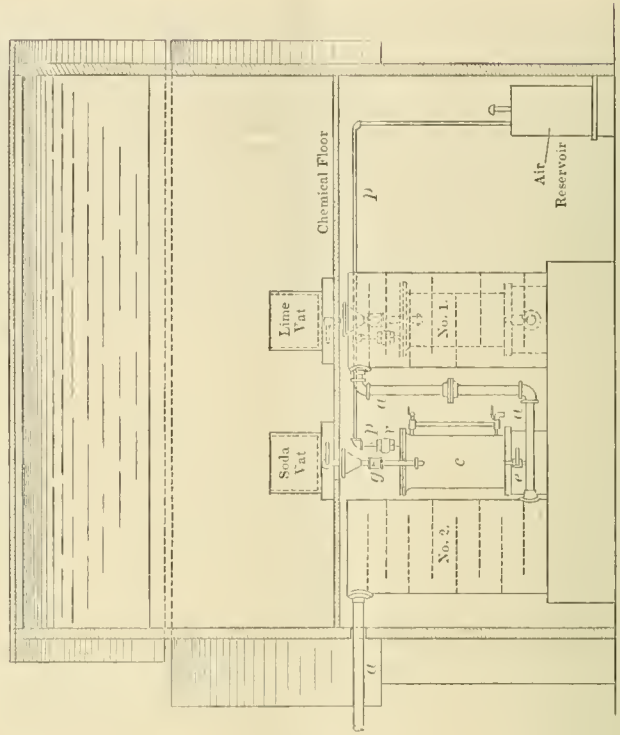 Chemical Floor
Lime
Vat
Soda
Vat
p
Air
Reservoir
No. 1.
a
a
p
r
g
c
e
No. 2.
a